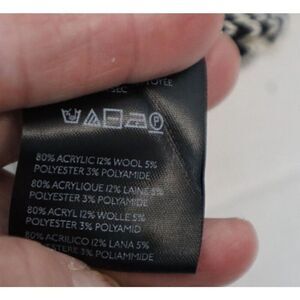 SEC
P
80% ACRYLIC 12% WOOL 5%
POLYESTER 3% POLYAMIDE
80% ACRYLIQUE 12% LAINE 5%
POLYESTER 3% POLYAMIDE
80% ACRYL 12% WOLLE 5%
POLYESTER 3% POLYAMID
80% ACRILICO 12% LANA 5%
3% POLIAMMIDE